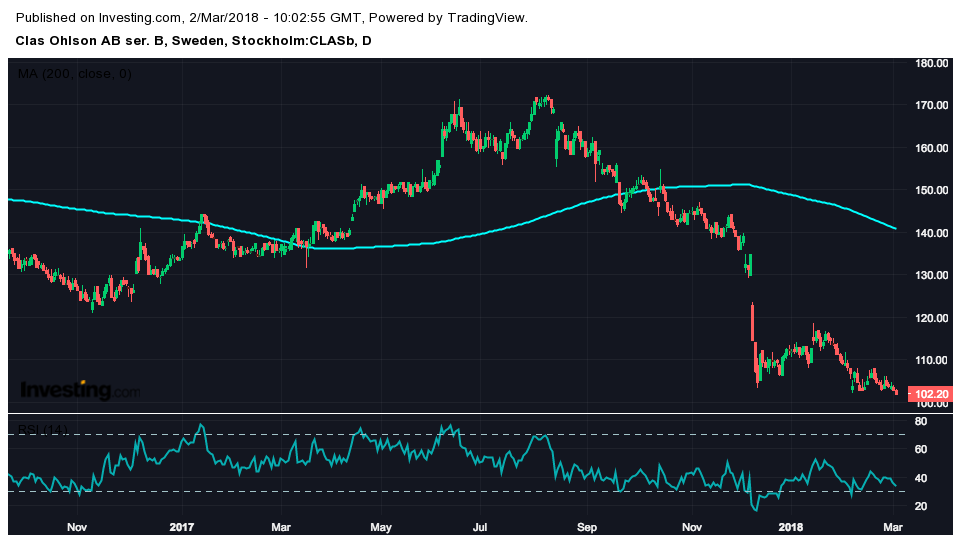 Published on Investing.com, 2/Mar/2018 - 10:02:55 GMT, Powered by TradingView.
Clas Ohlson AB ser. B, Sweden, Stockholm:CLASb, D
MA (200, close, 0)
180.00
170.00
160.00
150.00
140.00
130.00
120.00
110.00
102.20
100.00
Investing.com
RSI (14)
80
60
40
20
Nov 2017 Mar May Jul Sep Nov 2018 Mar